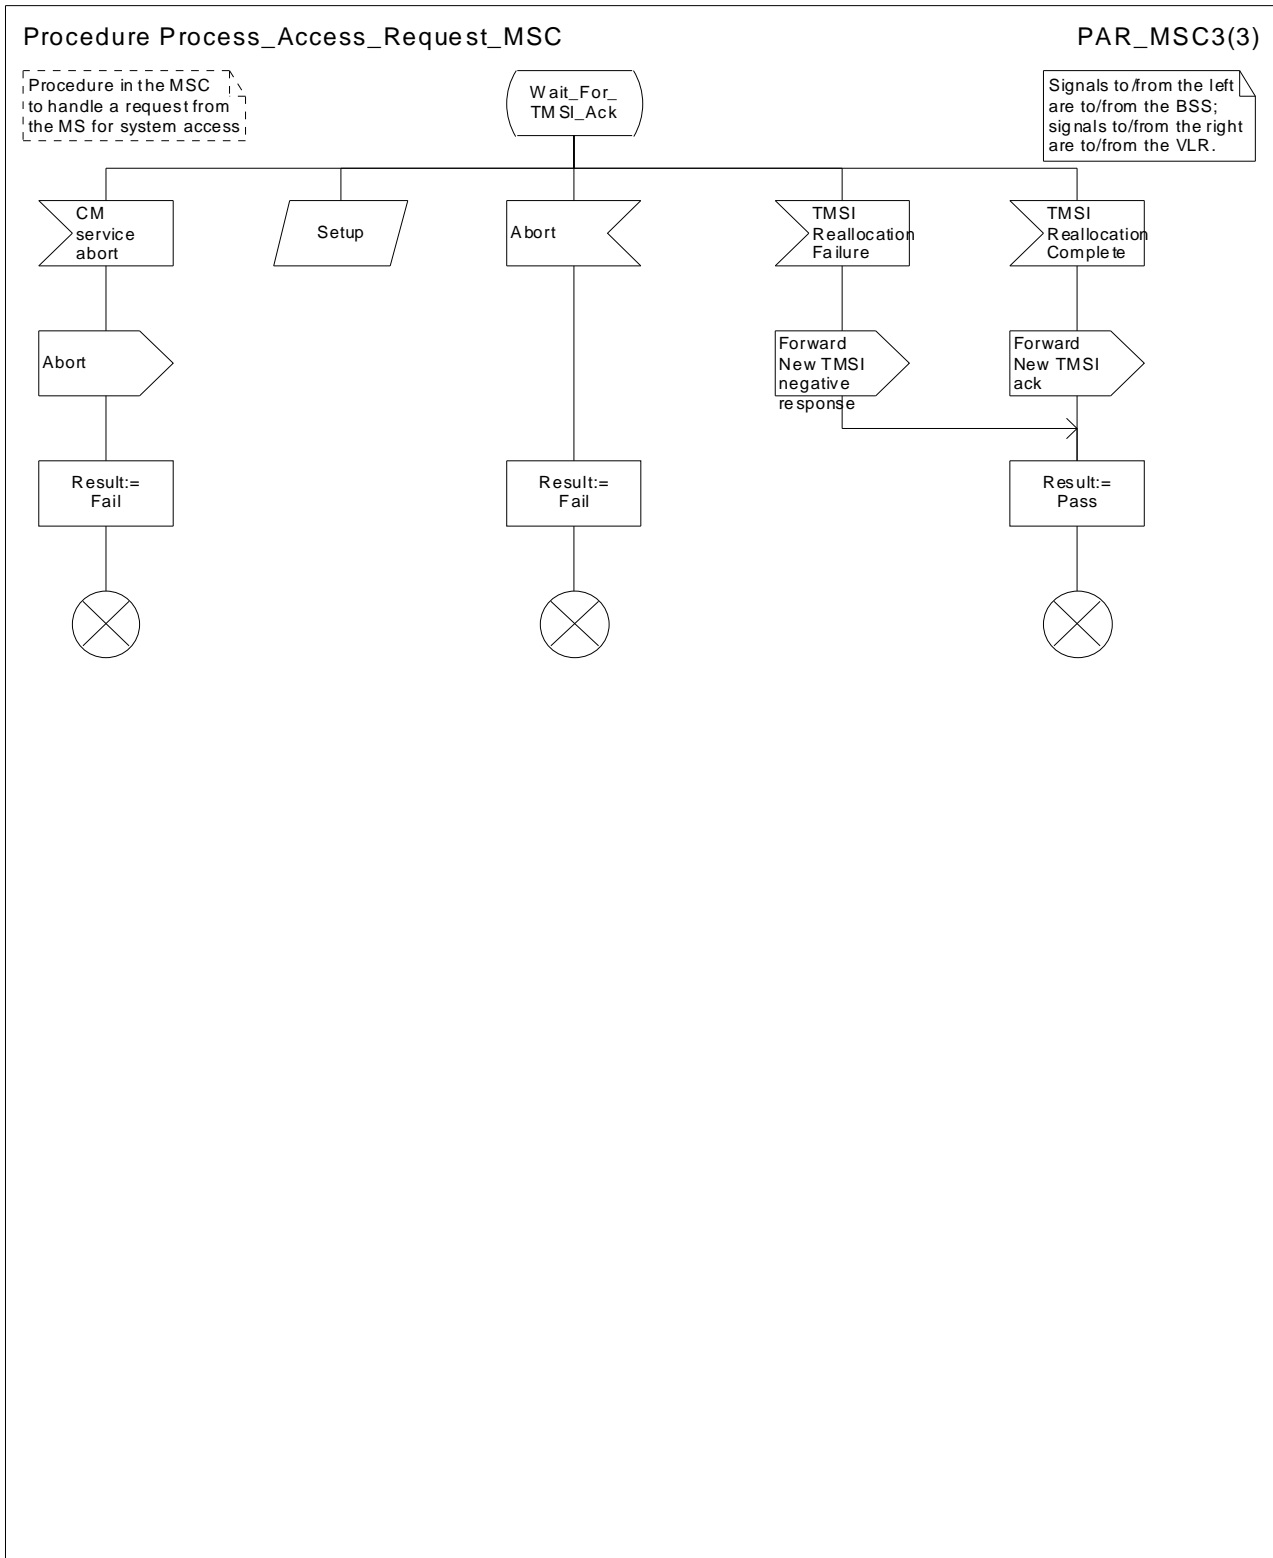 Procedure Process_Access_Request_MSC
PAR_MSC3(3)
Procedure in the MSC
to handle a request from
the MS for system access
Wait_For_
TMSI_Ack
Signals to/from the left
are to/from the BSS;
signals to/from the right
are to/from the VLR.
CM
service
abort
Setup
Abort
TMSI
Reallocation
Failure
TMSI
Reallocation
Complete
Abort
Forward
New TMSI
negative
response
Forward
New TMSI
ack
Result:=
Fail
Result:=
Fail
Result:=
Pass